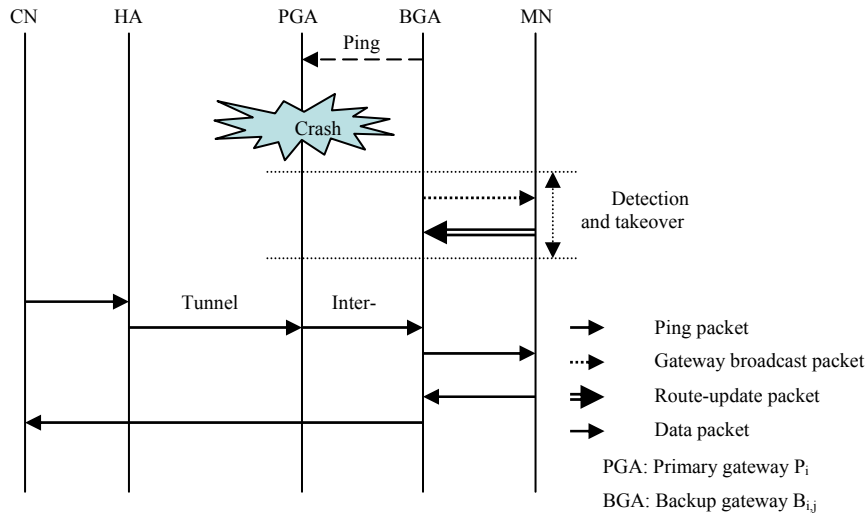 CN HA PGA BGA MN
Ping
Crash
Detection
and takeover
Tunnel Inter-
Ping packet
Gateway broadcast packet
Route-update packet
Data packet
PGA: Primary gateway Pi
BGA: Backup gateway Bi,j